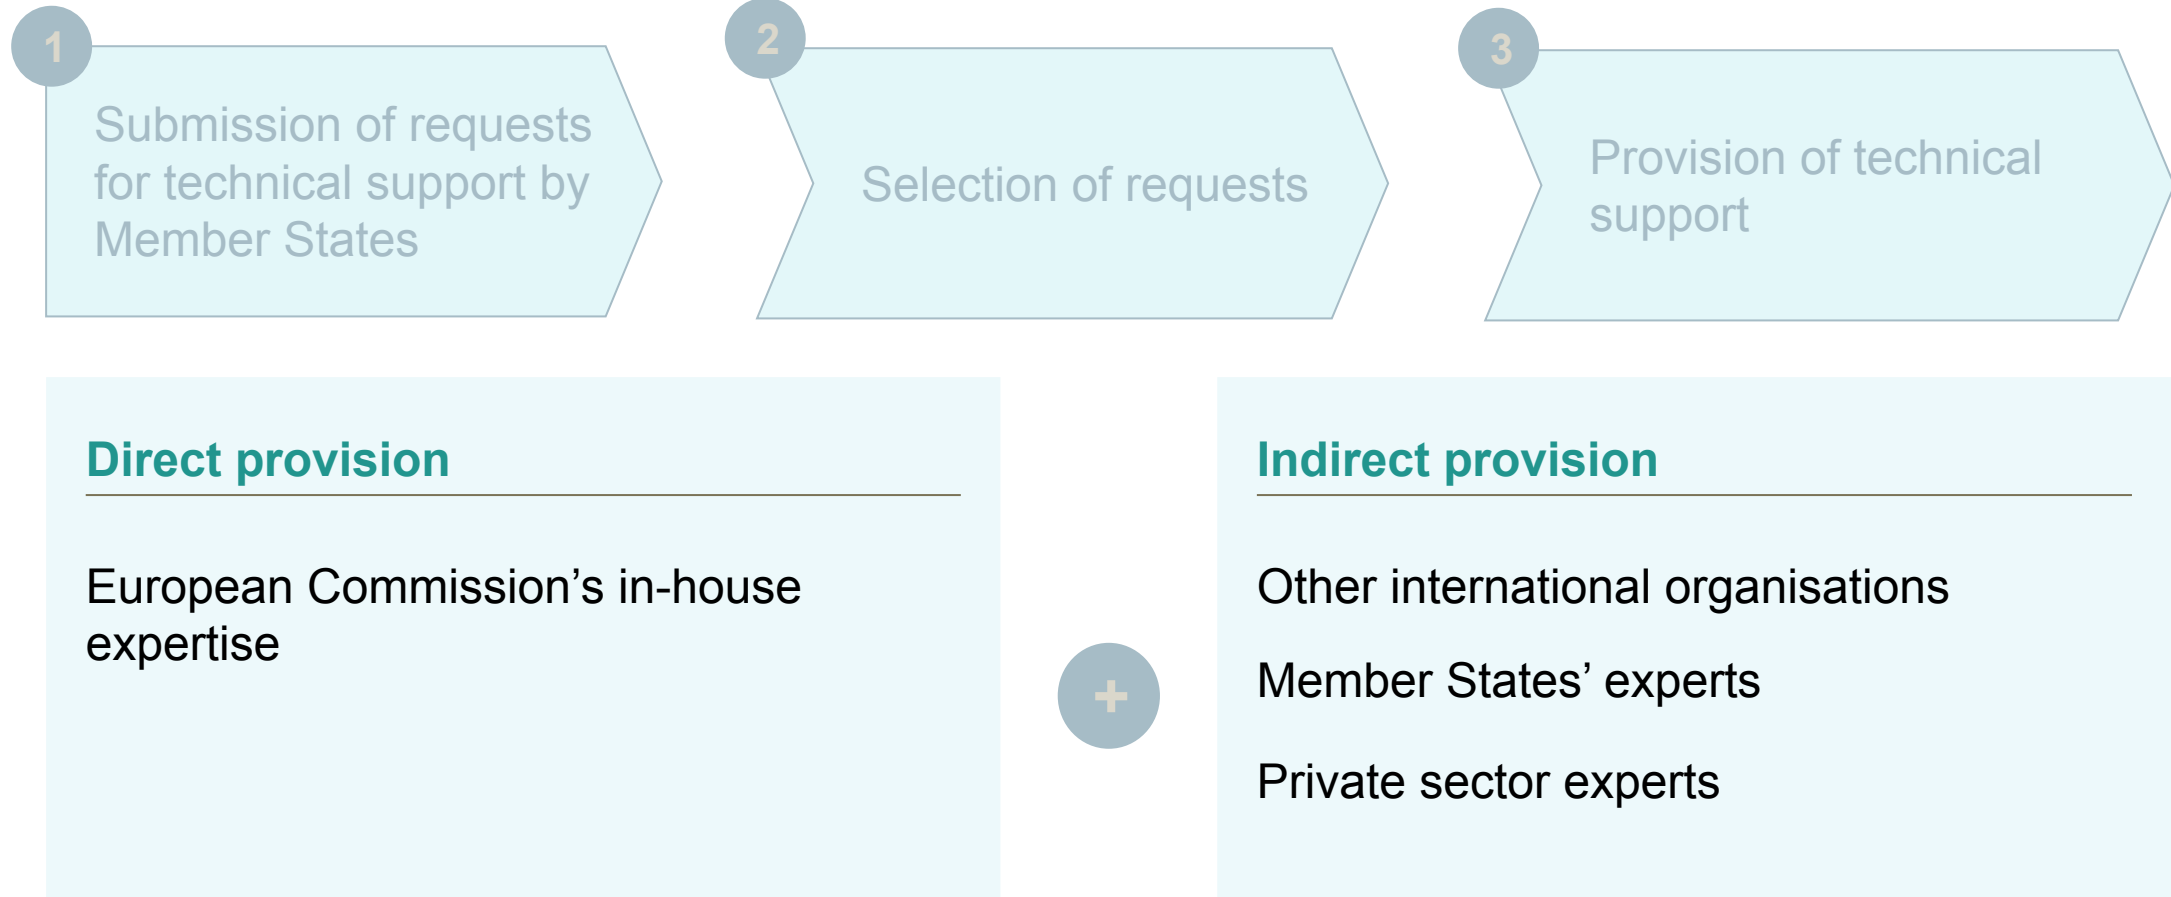 1
Submission of requests
for technical support by
Member States
2
Selection of requests
3
Provision of technical
support
Direct provision
European Commission’s in-house
expertise
+
Indirect provision
Other international organisations
Member States’ experts
Private sector experts